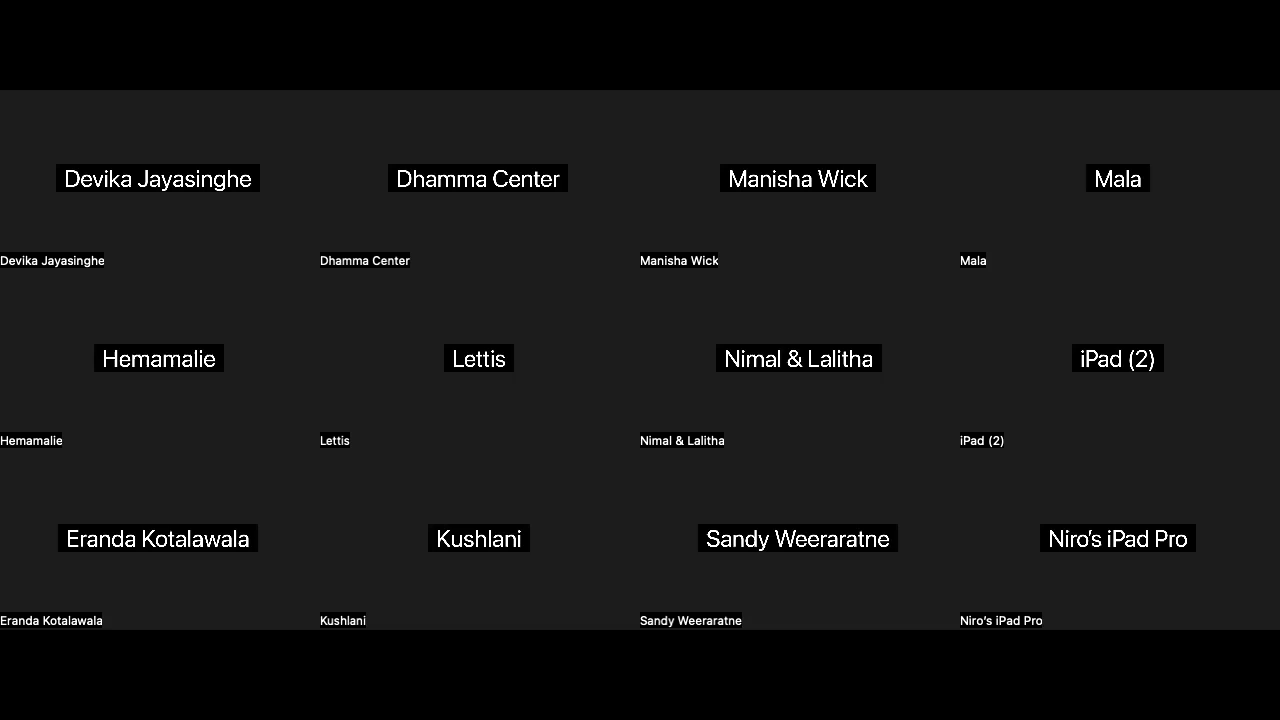 Devika Jayasinghe
Dhamma Center
Manisha Wick
Mala
Devika Jayasinghe
Dhamma Center
Manisha Wick
Mala
Hemamalie
Lettis
Nimal & Lalitha
iPad (2)
Hemamalie
Lettis
Nimal & Lalitha
iPad (2)
Eranda Kotalawala
Kushlani
Sandy Weeraratne
Niro’s iPad Pro
Eranda Kotalawala
Kushlani
Sandy Weeraratne
Niro’s iPad Pro